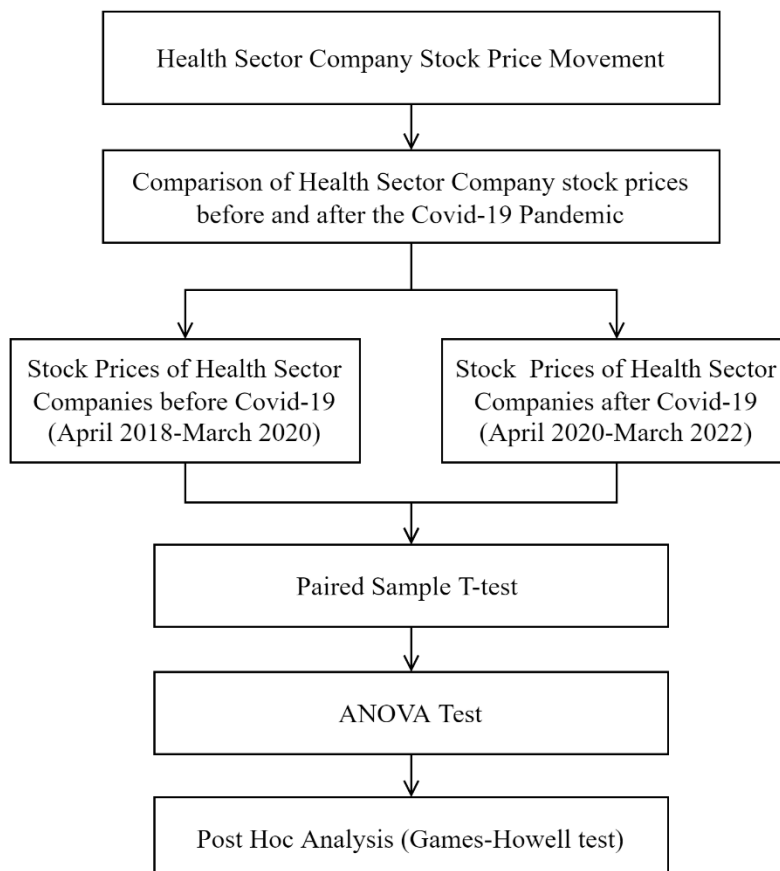 Health Sector Company Stock Price Movement
Comparison of Health Sector Company stock prices
before and after the Covid-19 Pandemic
Stock Prices of Health Sector
Companies before Covid-19
(April 2018-March 2020)
Stock Prices of Health Sector
Companies after Covid-19
(April 2020-March 2022)
Paired Sample T-test
ANOVA Test
Post Hoc Analysis (Games-Howell test)